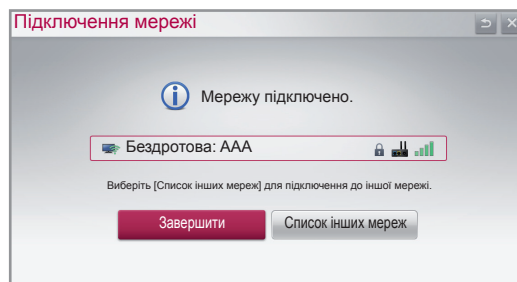 Підключення мережі
Мережу підключено.
Бездротова: AAA
Виберіть [Список інших мереж] для підключення до іншої мережі.
Завершити
Список інших мереж